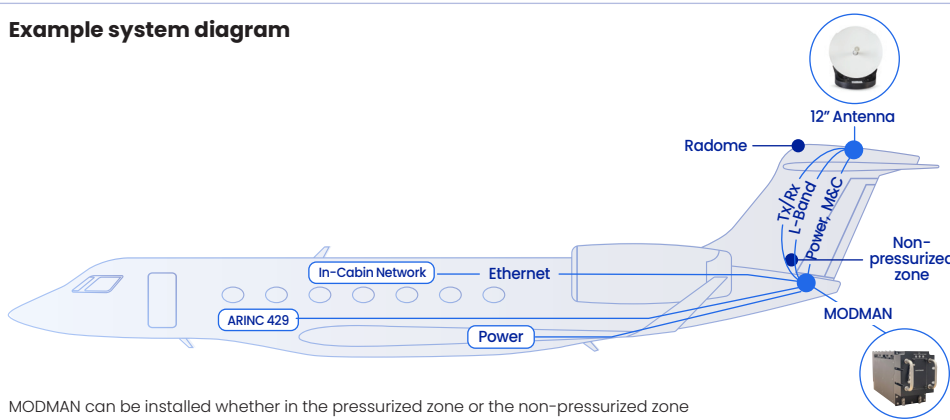 Example system diagram
12” Antenna
Radome
Tx/Rx
L-Band
Power, M&C
Non-
pressurized
zone
In-Cabin Network
Ethernet
ARINC 429
MODMAN
Power
MODMAN can be installed whether in the pressurized zone or the non-pressurized zone